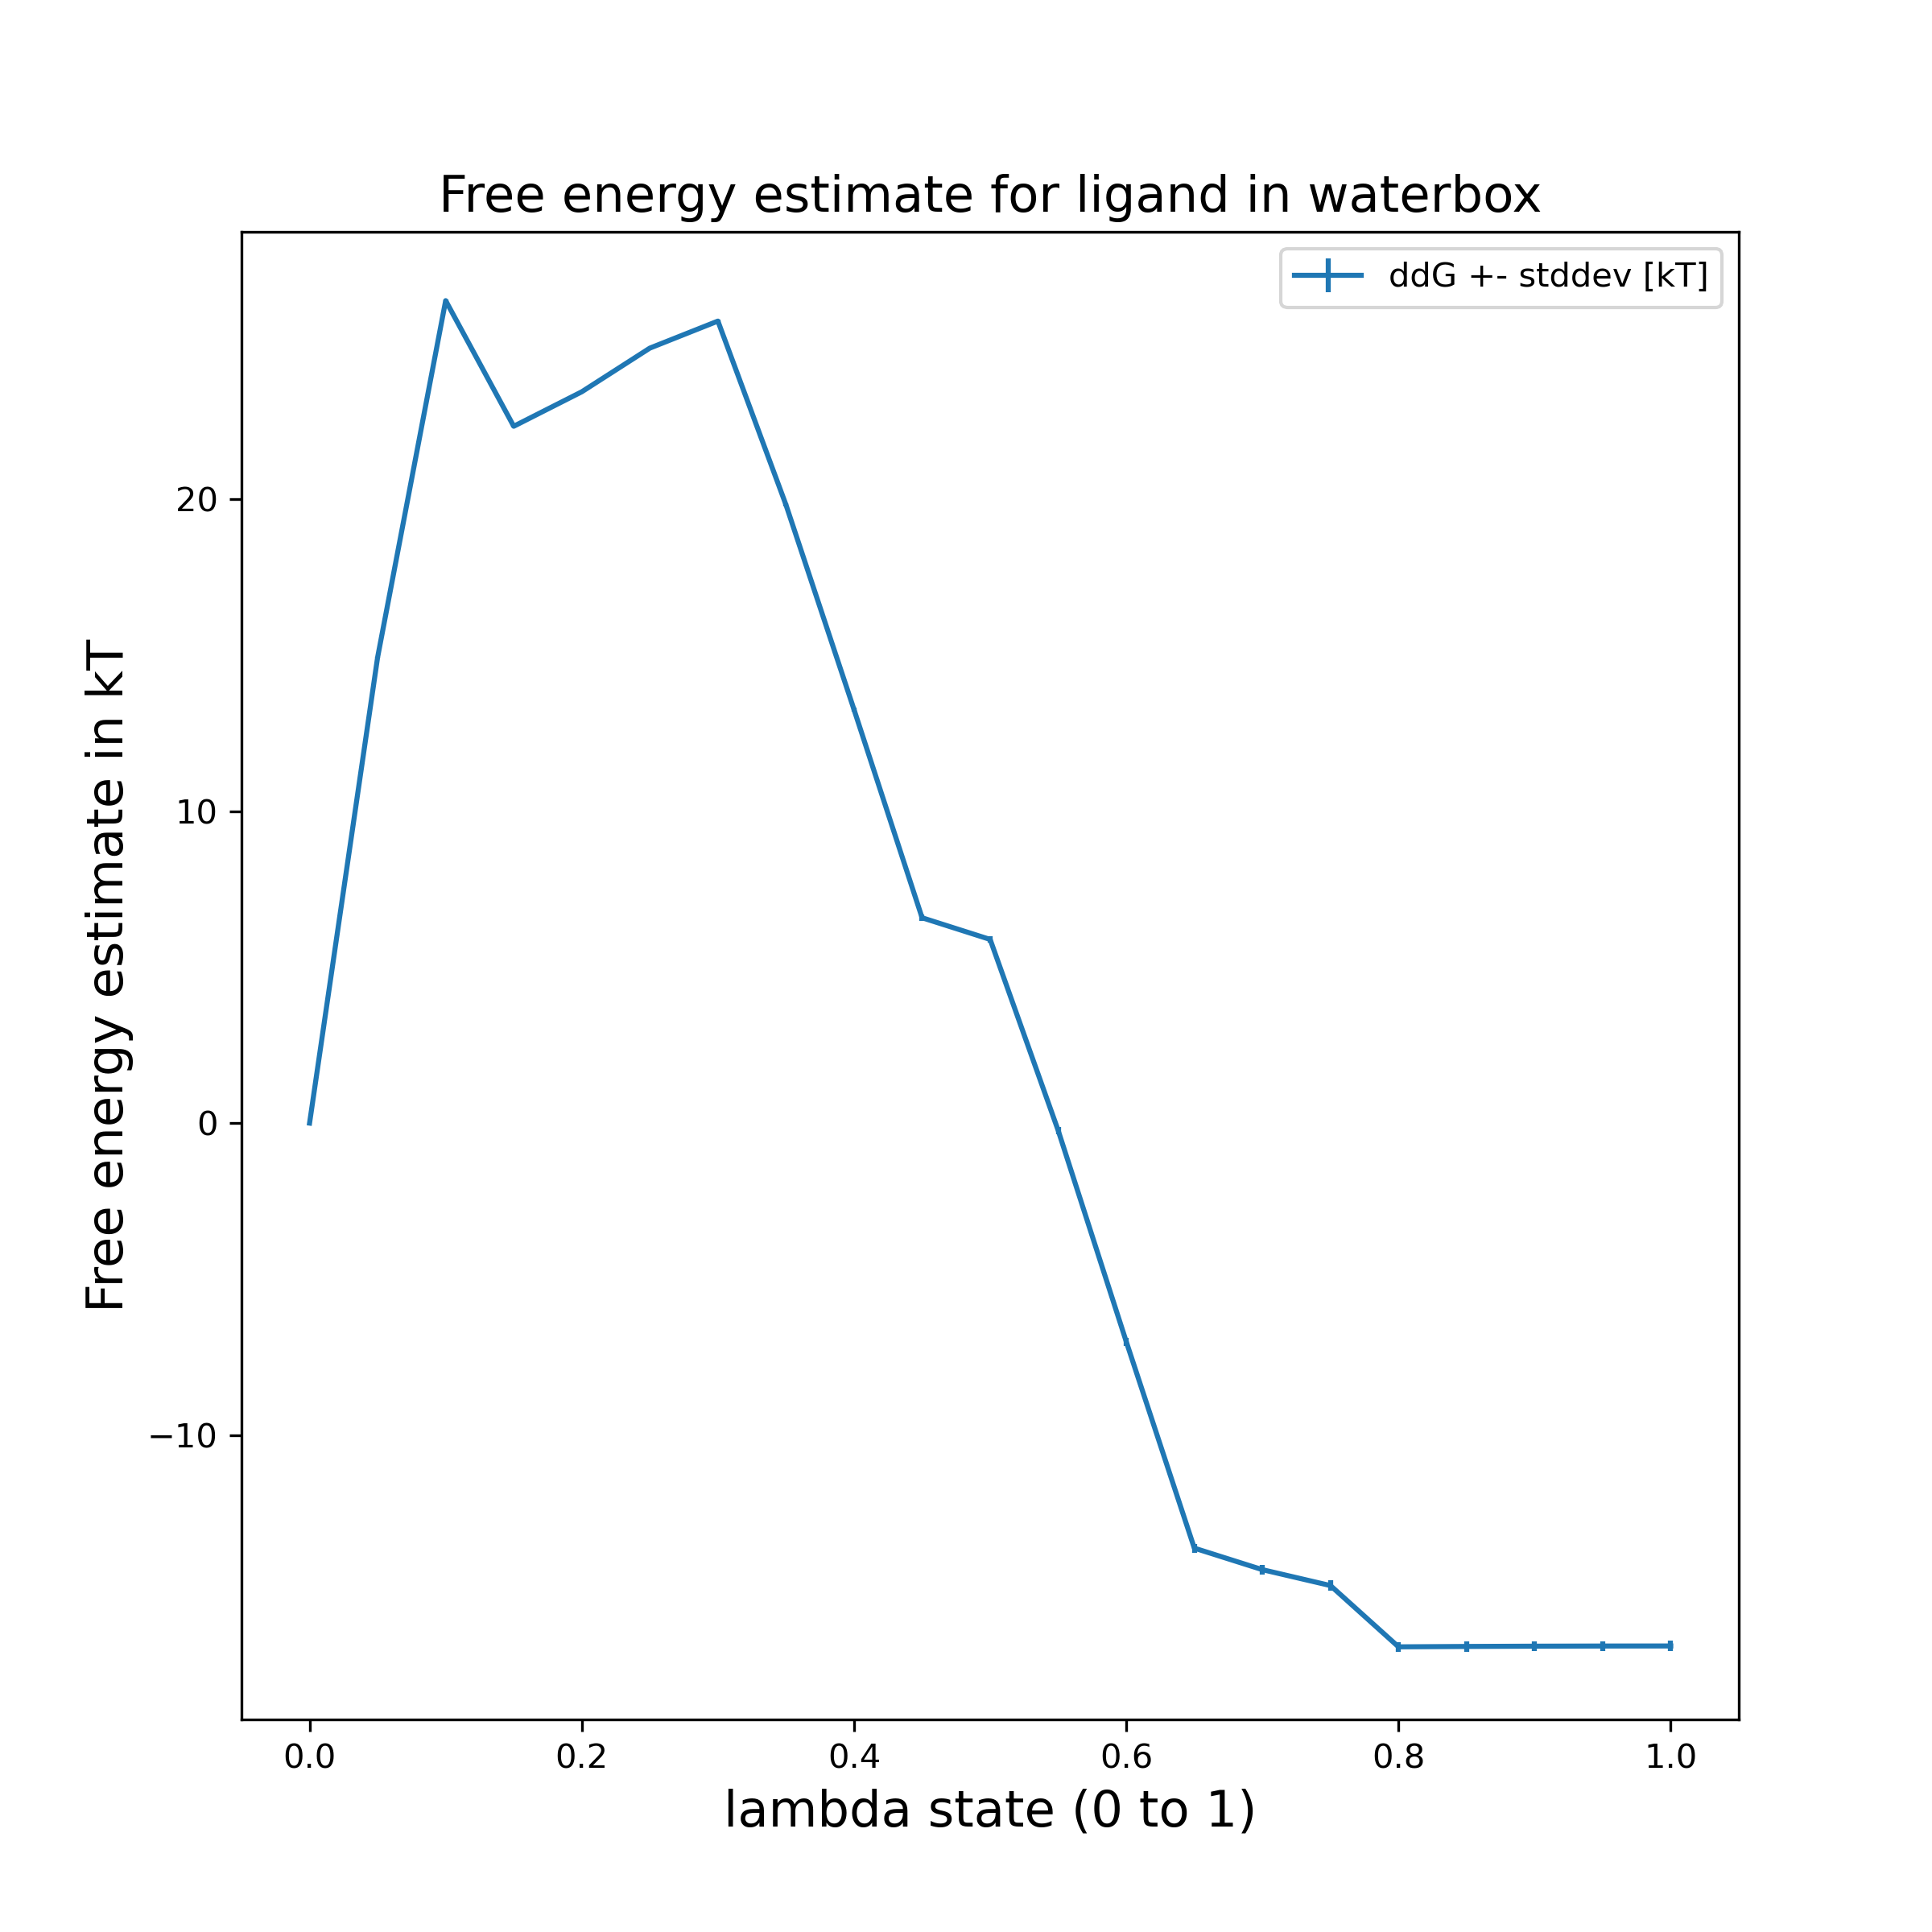 Free energy estimate for ligand in waterbox
ddG +- stddev [kT]
Free energy estimate in kT
20
10
0
−10
0.0 0.2 0.4 0.6 0.8 1.0
lambda state (0 to 1)